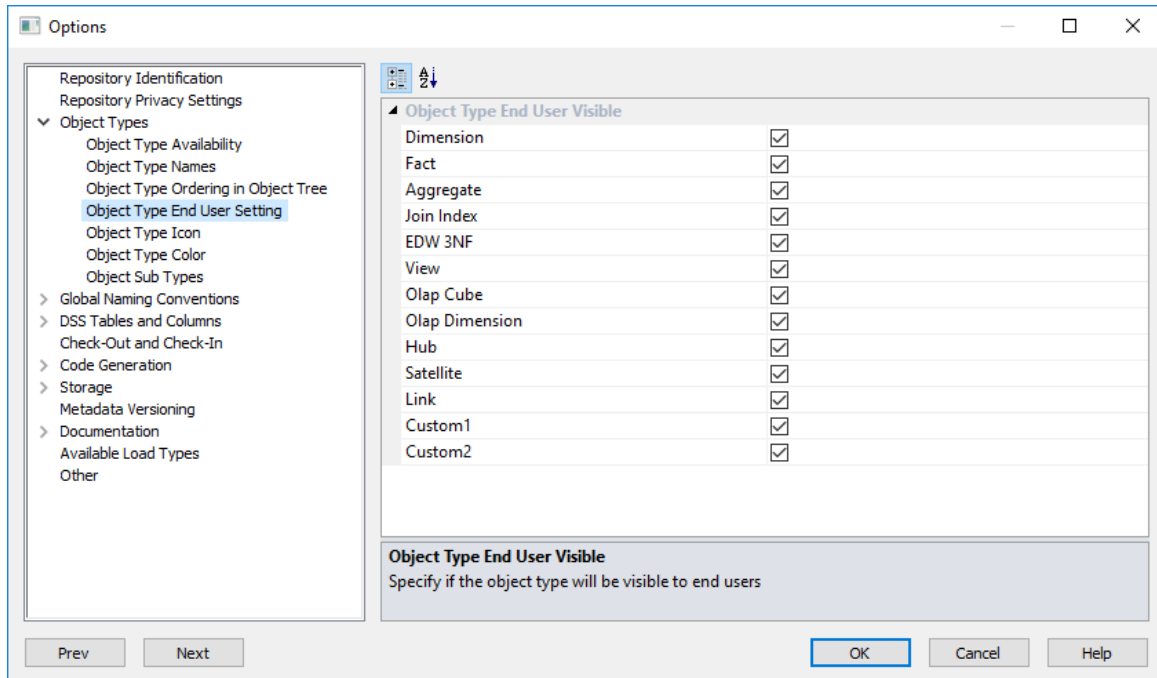 Options
Repository Identification
Repository Privacy Settings
Object Types
Object Type Availability
Object Type Names
Object Type Ordering in Object Tree
Object Type End User Setting
Object Type Icon
Object Type Color
Object Sub Types
Global Naming Conventions
DSS Tables and Columns
Check-Out and Check-In
Code Generation
Storage
Metadata Versioning
Documentation
Available Load Types
Other
A
Z
Object Type End User Visible
Dimension
Fact
Aggregate
Join Index
EDW 3NF
View
Olap Cube
Olap Dimension
Hub
Satellite
Link
Custom1
Custom2
Object Type End User Visible
Specify if the object type will be visible to end users
Prev Next OK Cancel Help